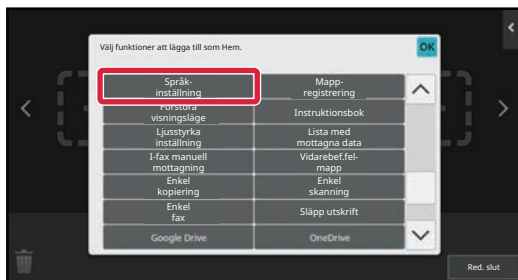 Välj funktioner att lägga till som Hem.
OK
Språk-
inställning
Mapp-
registrering
Förstora
visningsläge
Instruktionsbok
Ljusstyrka
inställning
Lista med
mottagna data
I-fax manuell
mottagning
Vidarebef.fel-
mapp
Enkel
kopiering
Enkel
skanning
Enkel
fax
Släpp utskrift
Google Drive
OneDrive
Red. slut